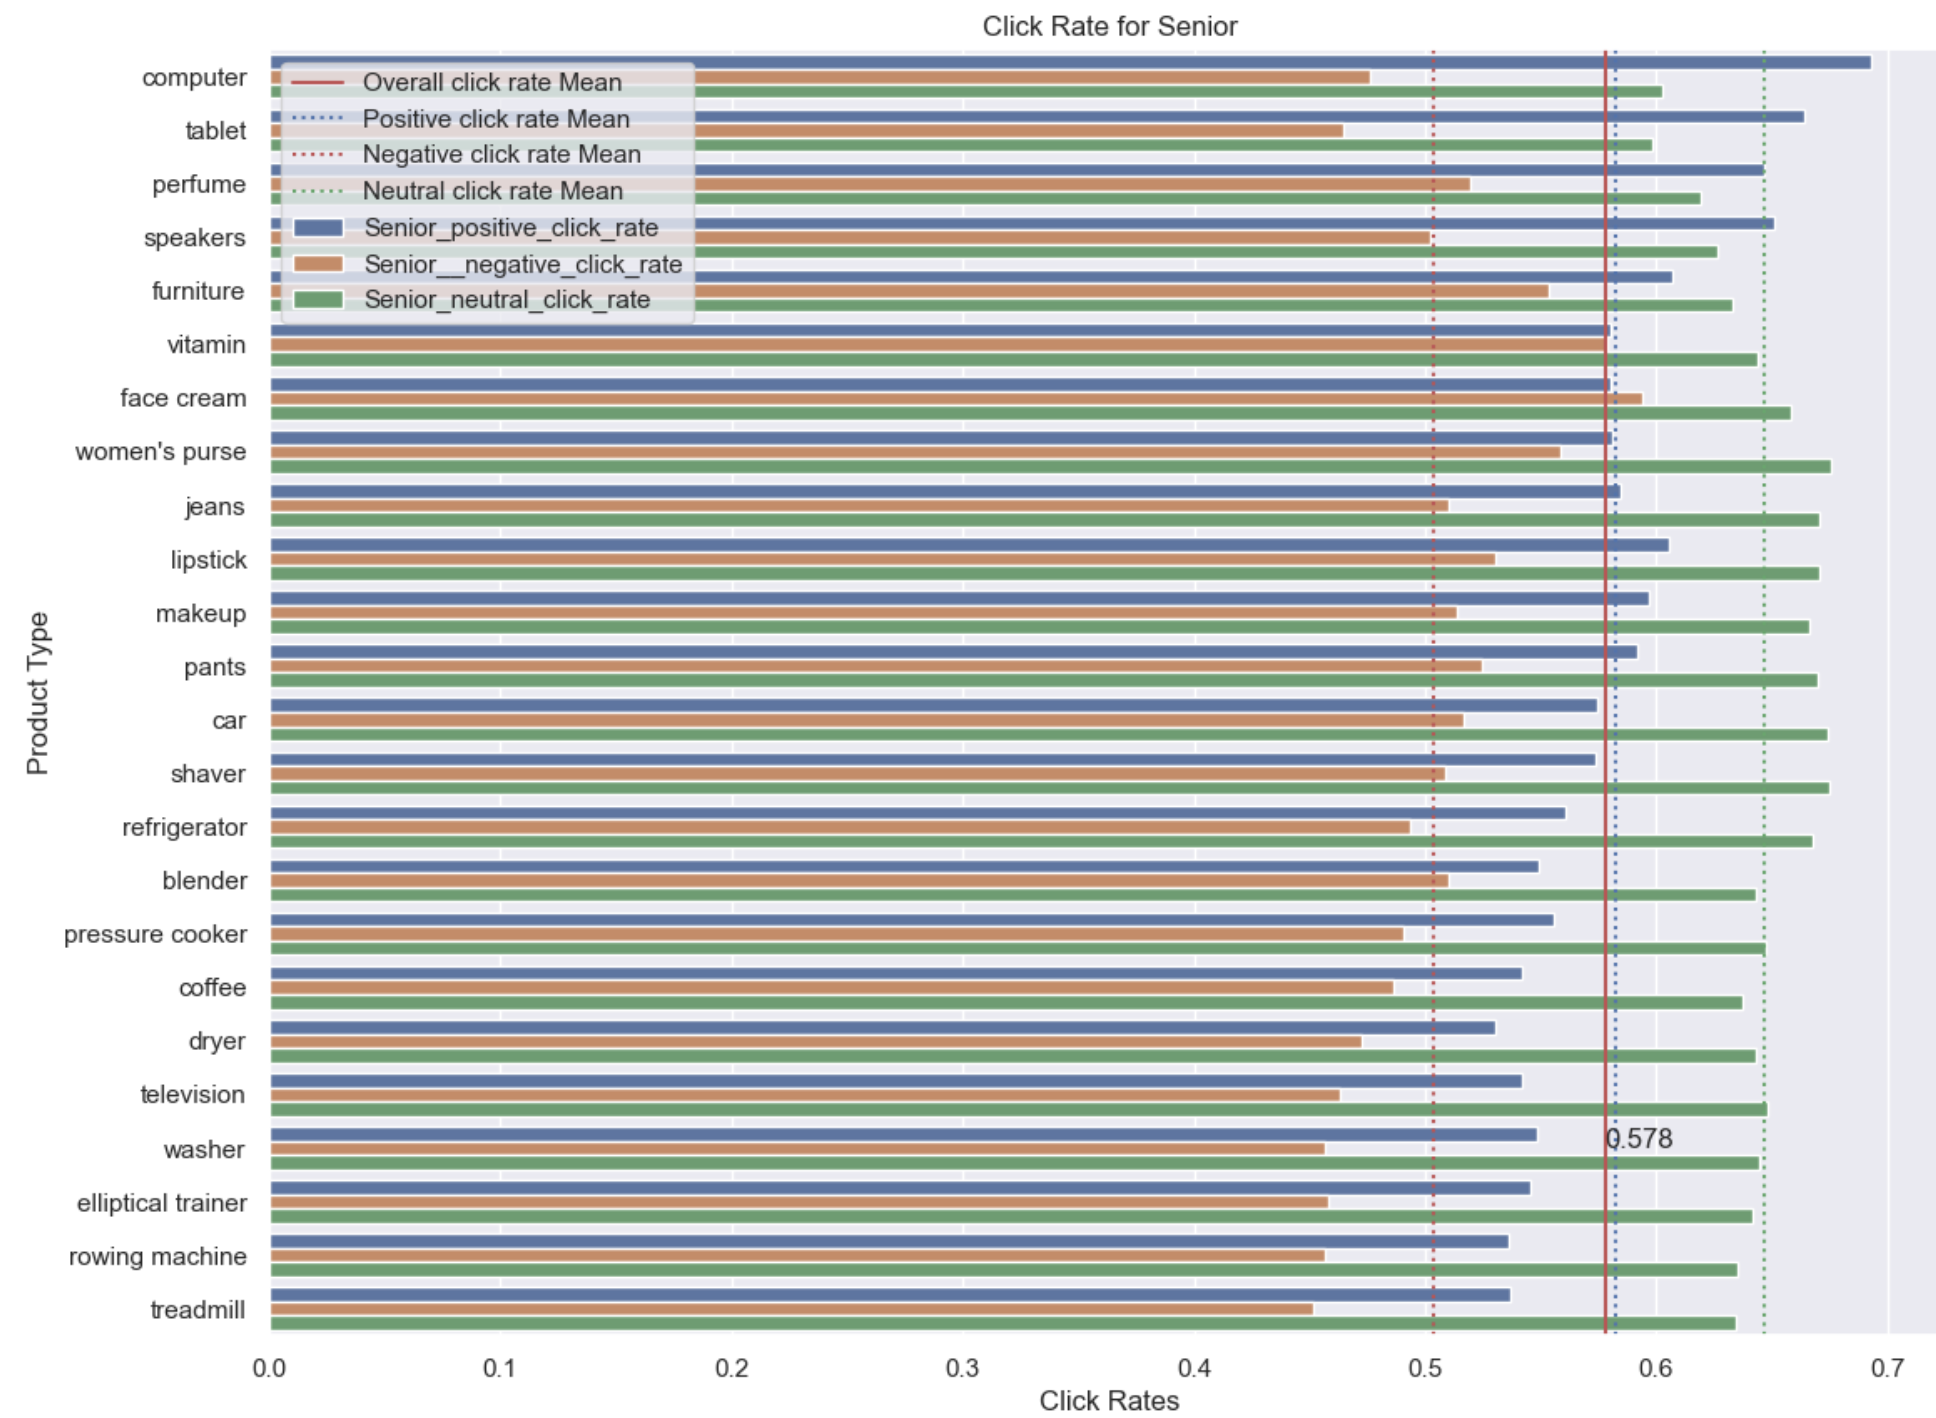 Click Rate for Senior
computer
tablet
perfume
speakers
furniture
vitamin
face cream
women's purse
jeans
lipstick
makeup
pants
car
shaver
refrigerator
blender
pressure cooker
coffee
dryer
television
washer
elliptical trainer
rowing machine
treadmill
Product Type
Overall click rate Mean
Positive click rate Mean
Negative click rate Mean
Neutral click rate Mean
Senior_positive_click_rate
Senior__negative_click_rate
Senior_neutral_click_rate
0.578
0.0 0.1 0.2 0.3 0.4 0.5 0.6 0.7
Click Rates